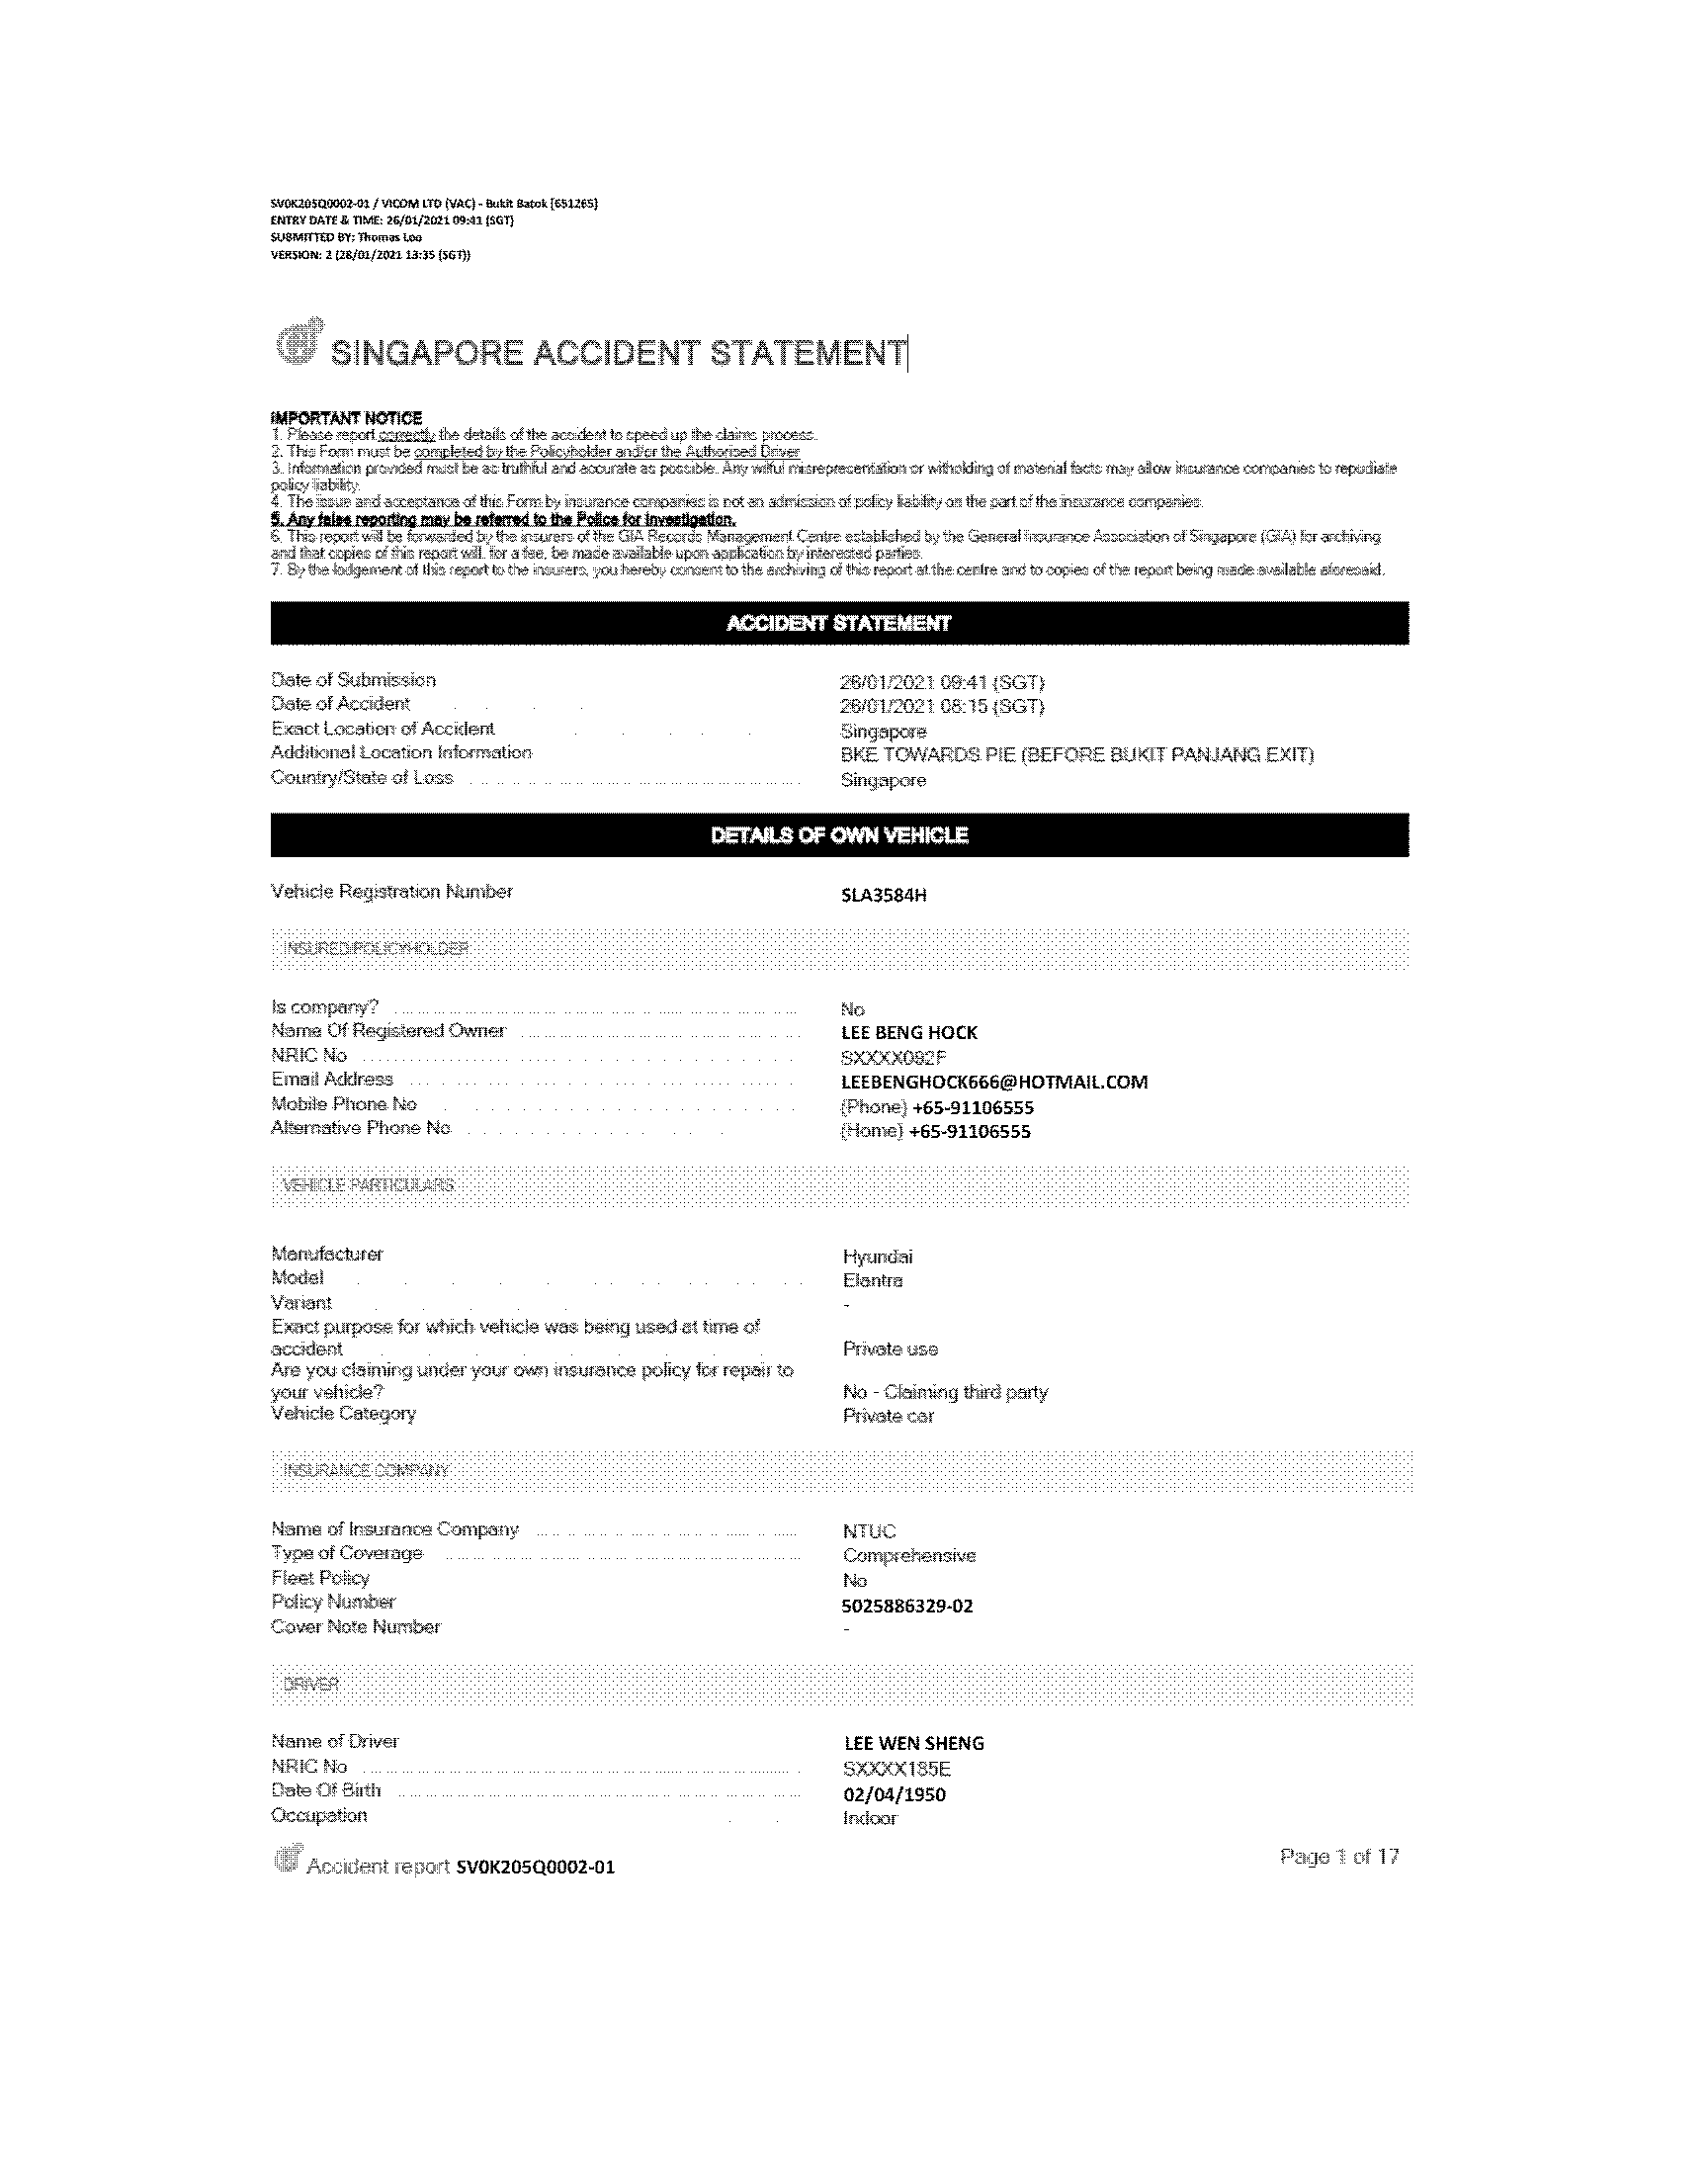 SV0K205Q0002-01 / VICOM LTD (VAC) - Bukit Batok [651265]
ENTRY DATE & TIME: 26/01/2021 09:41 (SGT)
SUBMITTED BY: Thomas Loo
VERSION: 2 (28/01/2021 13:35 (SGT))
SINGAPORE ACCIDENT STATEMENT
IMPORTANT NOTICE
1. Please report correctly the details of the accident to speed up the claims process.
2. This Form must be completed by the Policyholder and/or the Authorised Driver
3. Information provided must be as truthful and accurate as possible. Any wilful misrepresentation or witholding of material facts may allow insurance companies to repudiate
policy liability.
4. The issue and acceptance of this Form by insurance companies is not an admission of policy liability on the part of the insurance companies.
5. Any false reporting may be referred to the Police for Investigation.
6. This report will be forwarded by the insurers of the GIA Records Management Centre established by the General Insurance Association of Singapore (GIA) for archiving
and that copies of this report will, for a fee, be made available upon application by interested parties.
7. By the lodgement of this report to the insurers, you hereby consent to the archiving of this report at the centre and to copies of the report being made available aforesaid.
ACCIDENT STATEMENT
Date of Submission 26/01/2021 09:41 (SGT)
Date of Accident 26/01/2021 08:15 (SGT)
Exact Location of Accident Singapore
Additional Location Information BKE TOWARDS PIE (BEFORE BUKIT PANJANG EXIT)
Country/State of Loss Singapore
DETAILS OF OWN VEHICLE
Vehicle Registration Number SLA3584H
INSURED/POLICYHOLDER
Is company? No
Name Of Registered Owner LEE BENG HOCK
NRIC No SXXXX092F
Email Address LEEBENGHOCK666@HOTMAIL.COM
Mobile Phone No (Phone) +65-91106555
Alternative Phone No (Home) +65-91106555
VEHICLE PARTICULARS
Manufacturer Hyundai
Model Elantra
Variant -
Exact purpose for which vehicle was being used at time of
accident Private use
Are you claiming under your own insurance policy for repair to
your vehicle? No - Claiming third party
Vehicle Category Private car
INSURANCE COMPANY
Name of Insurance Company NTUC
Type of Coverage Comprehensive
Fleet Policy No
Policy Number 5025886329-02
Cover Note Number -
DRIVER
Name of Driver LEE WEN SHENG
NRIC No SXXXX185E
Date Of Birth 02/04/1950
Occupation Indoor
Accident report SV0K205Q0002-01
Page 1 of 17